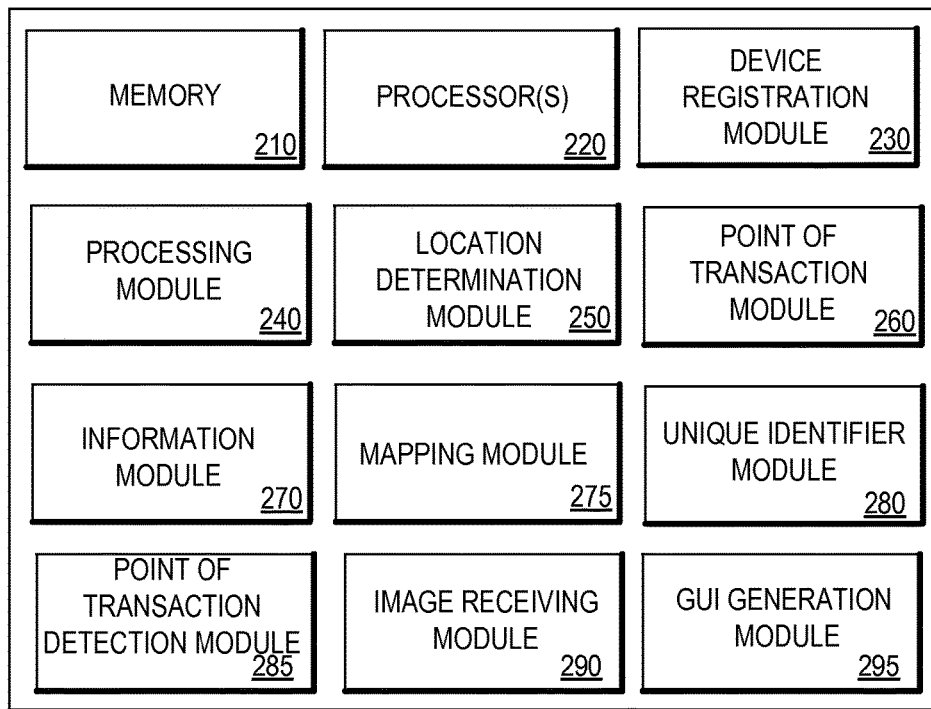 MEMORY
210
PROCESSOR(S)
220
DEVICE
REGISTRATION
MODULE
230
PROCESSING
MODULE
240
LOCATION
DETERMINATION
MODULE
250
POINT OF
TRANSACTION
MODULE
260
INFORMATION
MODULE
270
MAPPING MODULE
275
UNIQUE IDENTIFIER
MODULE
280
POINT OF
TRANSACTION
DETECTION MODULE
285
IMAGE RECEIVING
MODULE
290
GUI GENERATION
MODULE
295